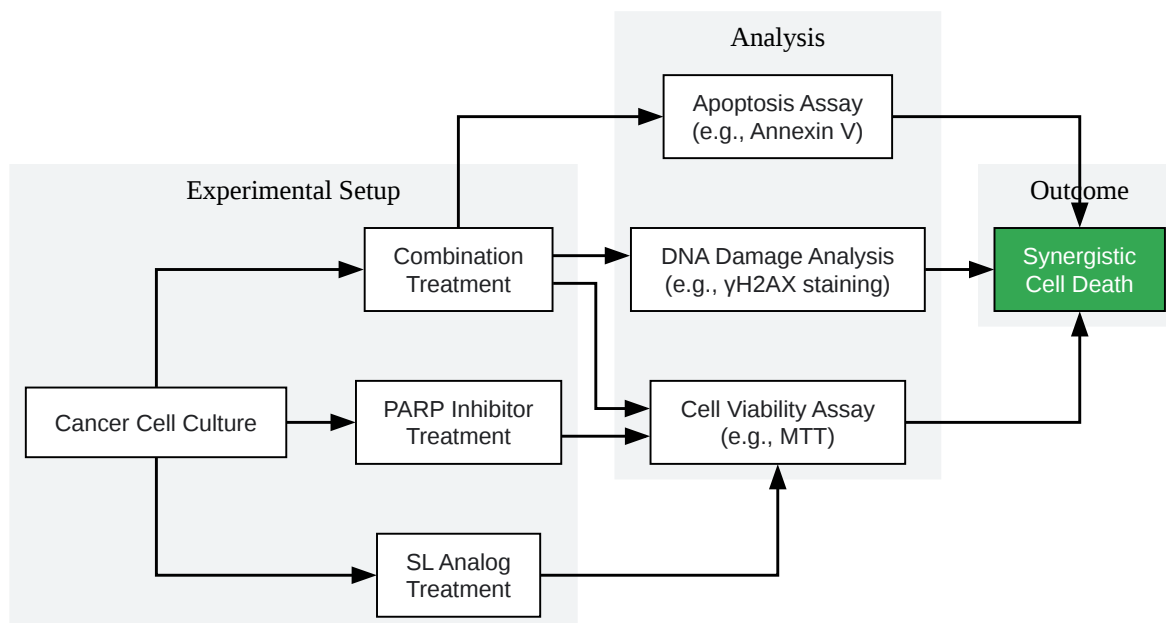 Analysis
Apoptosis Assay
(e.g., Annexin V)
Experimental Setup
Outcome
Combination
Treatment
DNA Damage Analysis
(e.g., γH2AX staining)
Synergistic
Cell Death
Cancer Cell Culture
PARP Inhibitor
Treatment
Cell Viability Assay
(e.g., MTT)
SL Analog
Treatment